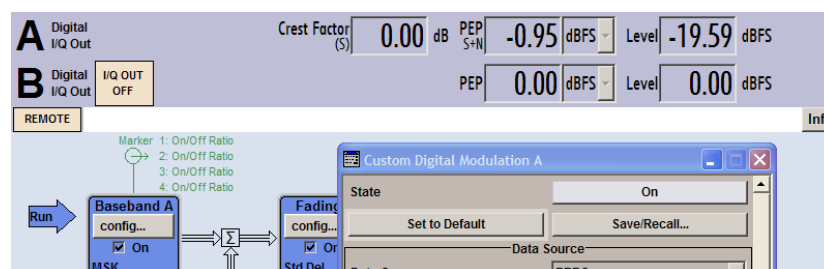 A Digital I/Q Out Crest Factor (S) 0.00 dB PEP S+N -0.95 dBFS Level -19.59 dBFS
B Digital I/Q Out I/Q OUT OFF PEP 0.00 dBFS Level 0.00 dBFS
REMOTE Inf
Marker 1: On/Off Ratio
2: On/Off Ratio
3: On/Off Ratio
4: On/Off Ratio
Run
Baseband A
config...
On
MSK
Σ
Fading
config...
On
Std Del
Custom Digital Modulation A
State On
Set to Default Save/Recall...
Data Source